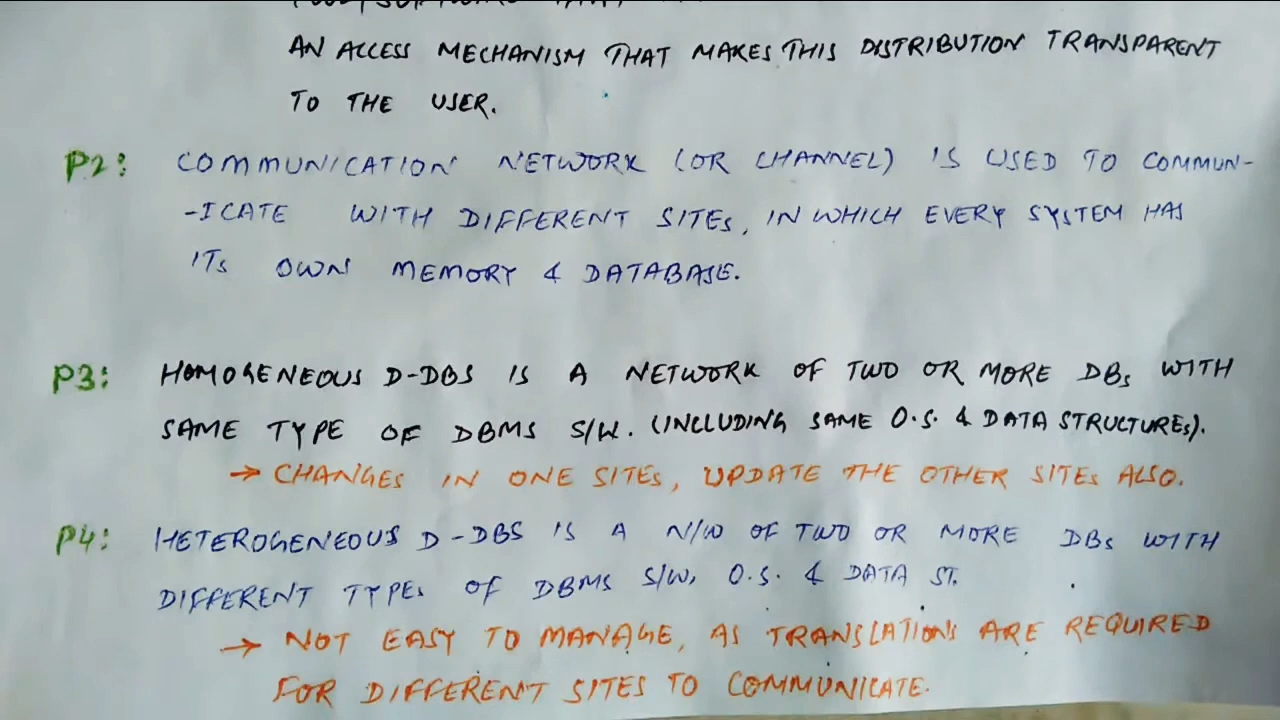 AN ACCESS MECHANISM THAT MAKES THIS DISTRIBUTION TRANSPARENT
TO THE USER.
P2: COMMUNICATION NETWORK (OR CHANNEL) IS USED TO COMMUN-
-ICATE WITH DIFFERENT SITES, IN WHICH EVERY SYSTEM HAS
ITS OWN MEMORY & DATABASE.
P3: HOMOGENEOUS D-DBS IS A NETWORK OF TWO OR MORE DBs WITH
SAME TYPE OF DBMS S/W. (INCLUDING SAME O.S. & DATA STRUCTUREs).
→ CHANGES IN ONE SITEs, UPDATE THE OTHER SITEs ALSO.
P4: HETEROGENEOUS D-DBS IS A N/W OF TWO OR MORE DBs WITH
DIFFERENT TYPEs OF DBMS S/W, O.S. & DATA ST.
→ NOT EASY TO MANAGE, AS TRANSLATIONS ARE REQUIRED
FOR DIFFERENT SITES TO COMMUNICATE.